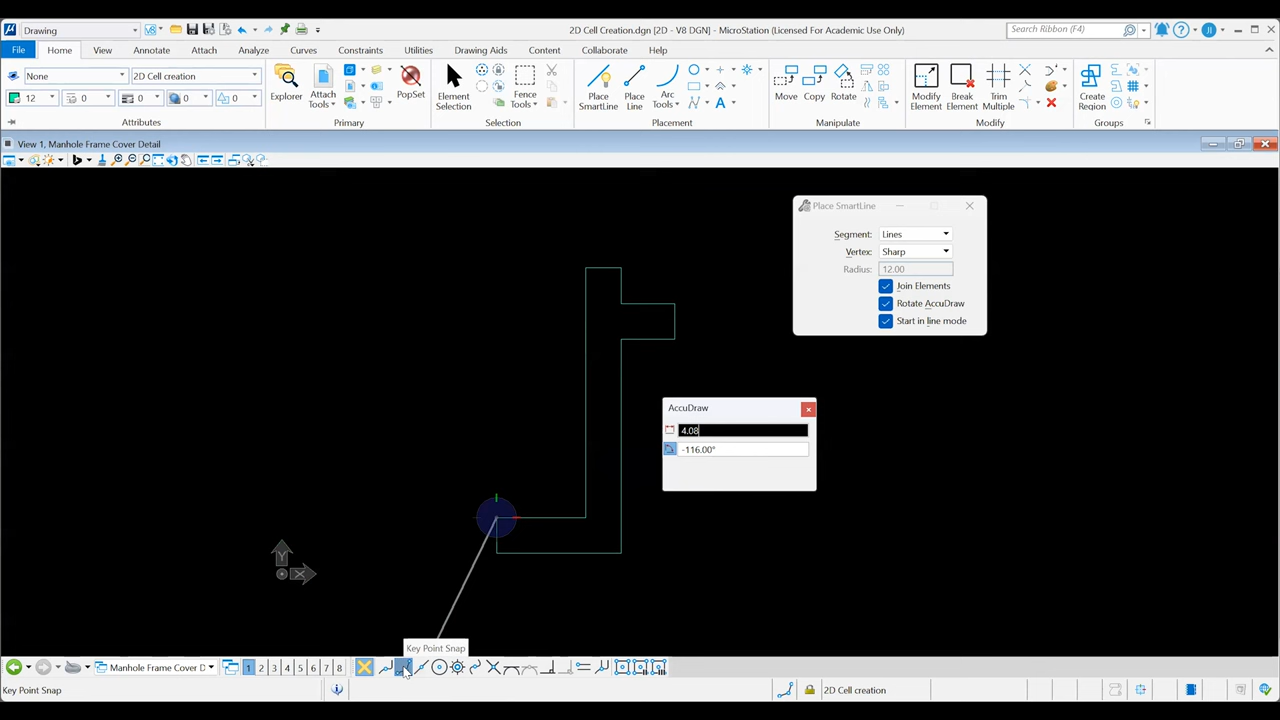 Drawing
2D Cell Creation.dgn [2D - V8 DGN] - MicroStation (Licensed For Academic Use Only)
Search Ribbon (F4)
JI
File Home View Annotate Attach Analyze Curves Constraints Utilities Drawing Aids Content Collaborate Help
None 2D Cell creation
12 0 0 0 0
Explorer Attach Tools PopSet Element Selection Fence Tools Place SmartLine Place Line Arc Tools Move Copy Rotate Modify Element Break Element Trim Multiple Create Region
Attributes Primary Selection Placement Manipulate Modify Groups
View 1, Manhole Frame Cover Detail
Place SmartLine
Segment: Lines
Vertex: Sharp
Radius: 12.00
Join Elements
Rotate AccuDraw
Start in line mode
AccuDraw
4.08
-116.00°
Y
X
Key Point Snap
Manhole Frame Cover D 1 2 3 4 5 6 7 8
Key Point Snap 2D Cell creation